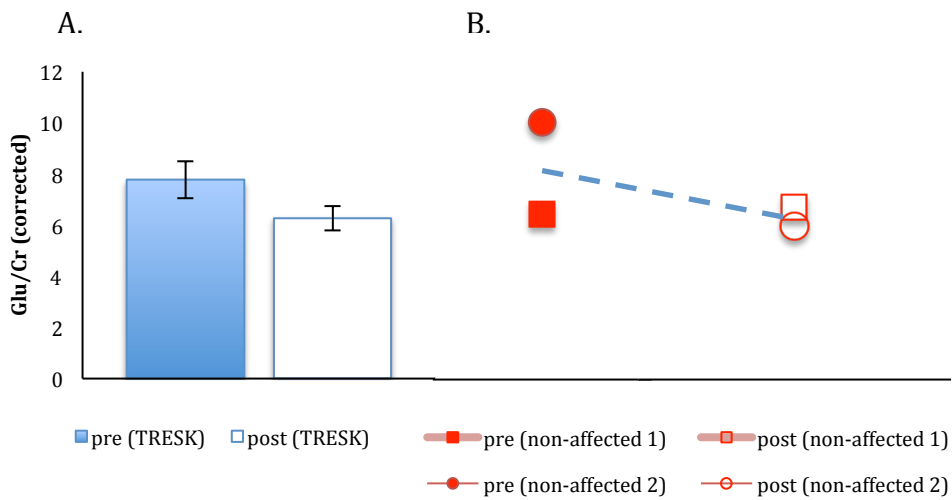 A.
B.
Glu/Cr (corrected)
12
10
8
6
4
2
0
pre (TRESK)
post (TRESK)
pre (non-affected 1)
post (non-affected 1)
pre (non-affected 2)
post (non-affected 2)